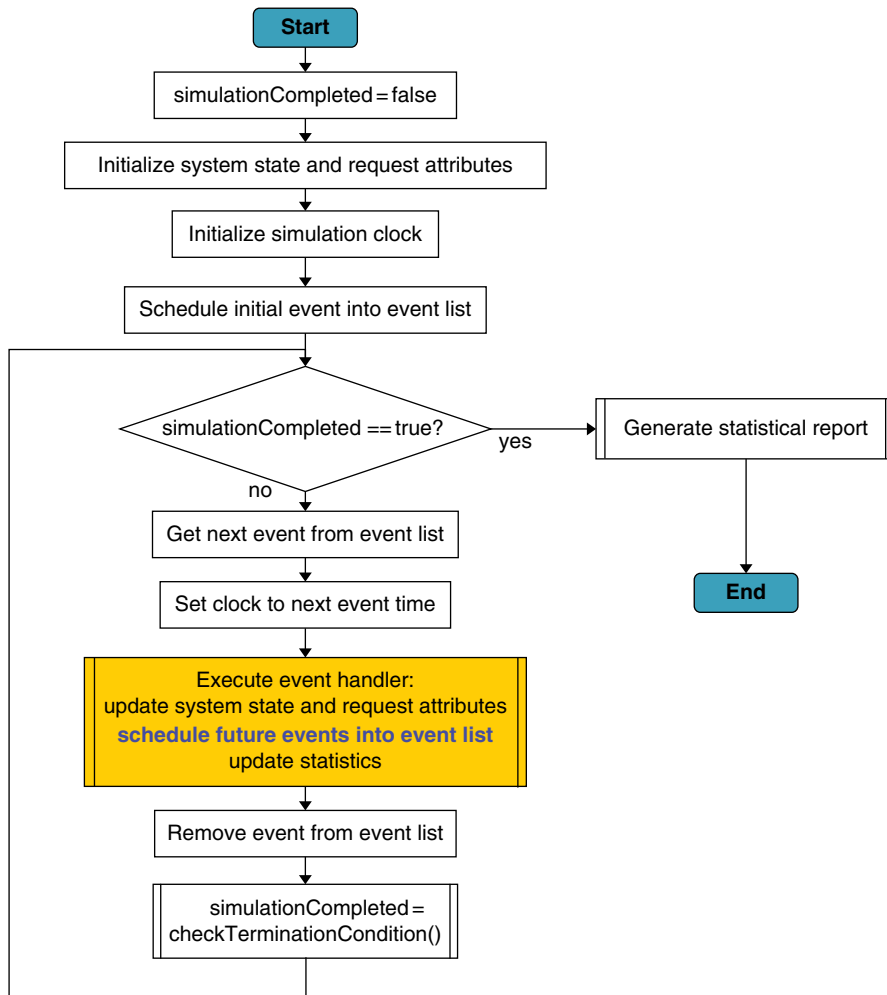 Start
simulationCompleted = false
Initialize system state and request attributes
Initialize simulation clock
Schedule initial event into event list
simulationCompleted == true?
yes
Generate statistical report
no
Get next event from event list
Set clock to next event time
End
Execute event handler:
update system state and request attributes
schedule future events into event list
update statistics
Remove event from event list
simulationCompleted =
checkTerminationCondition()